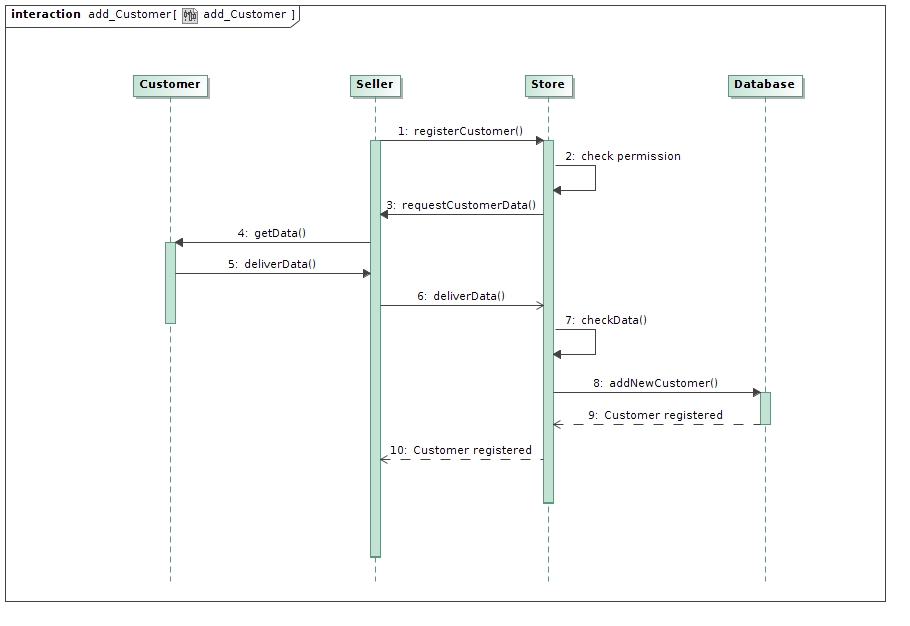 interaction add_Customer[ add_Customer ]
Customer
Seller
Store
Database
1: registerCustomer()
2: check permission
3: requestCustomerData()
4: getData()
5: deliverData()
6: deliverData()
7: checkData()
8: addNewCustomer()
9: Customer registered
10: Customer registered